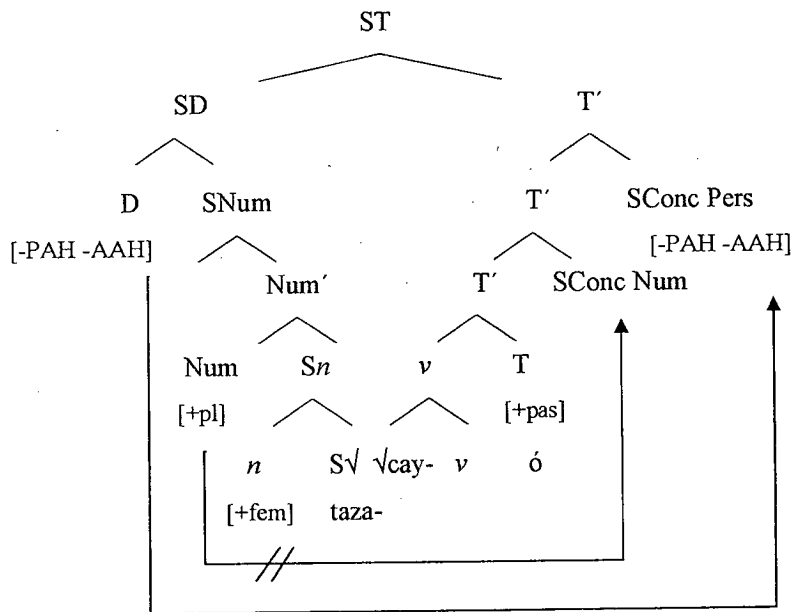 ST
SD T´
D SNum T´ SConc Pers
[-PAH -AAH] [-PAH -AAH]
Num´ T´ SConc Num
Num Sn v T
[+pl] [+pas]
n S√ √cay- v ó
[+fem] taza-